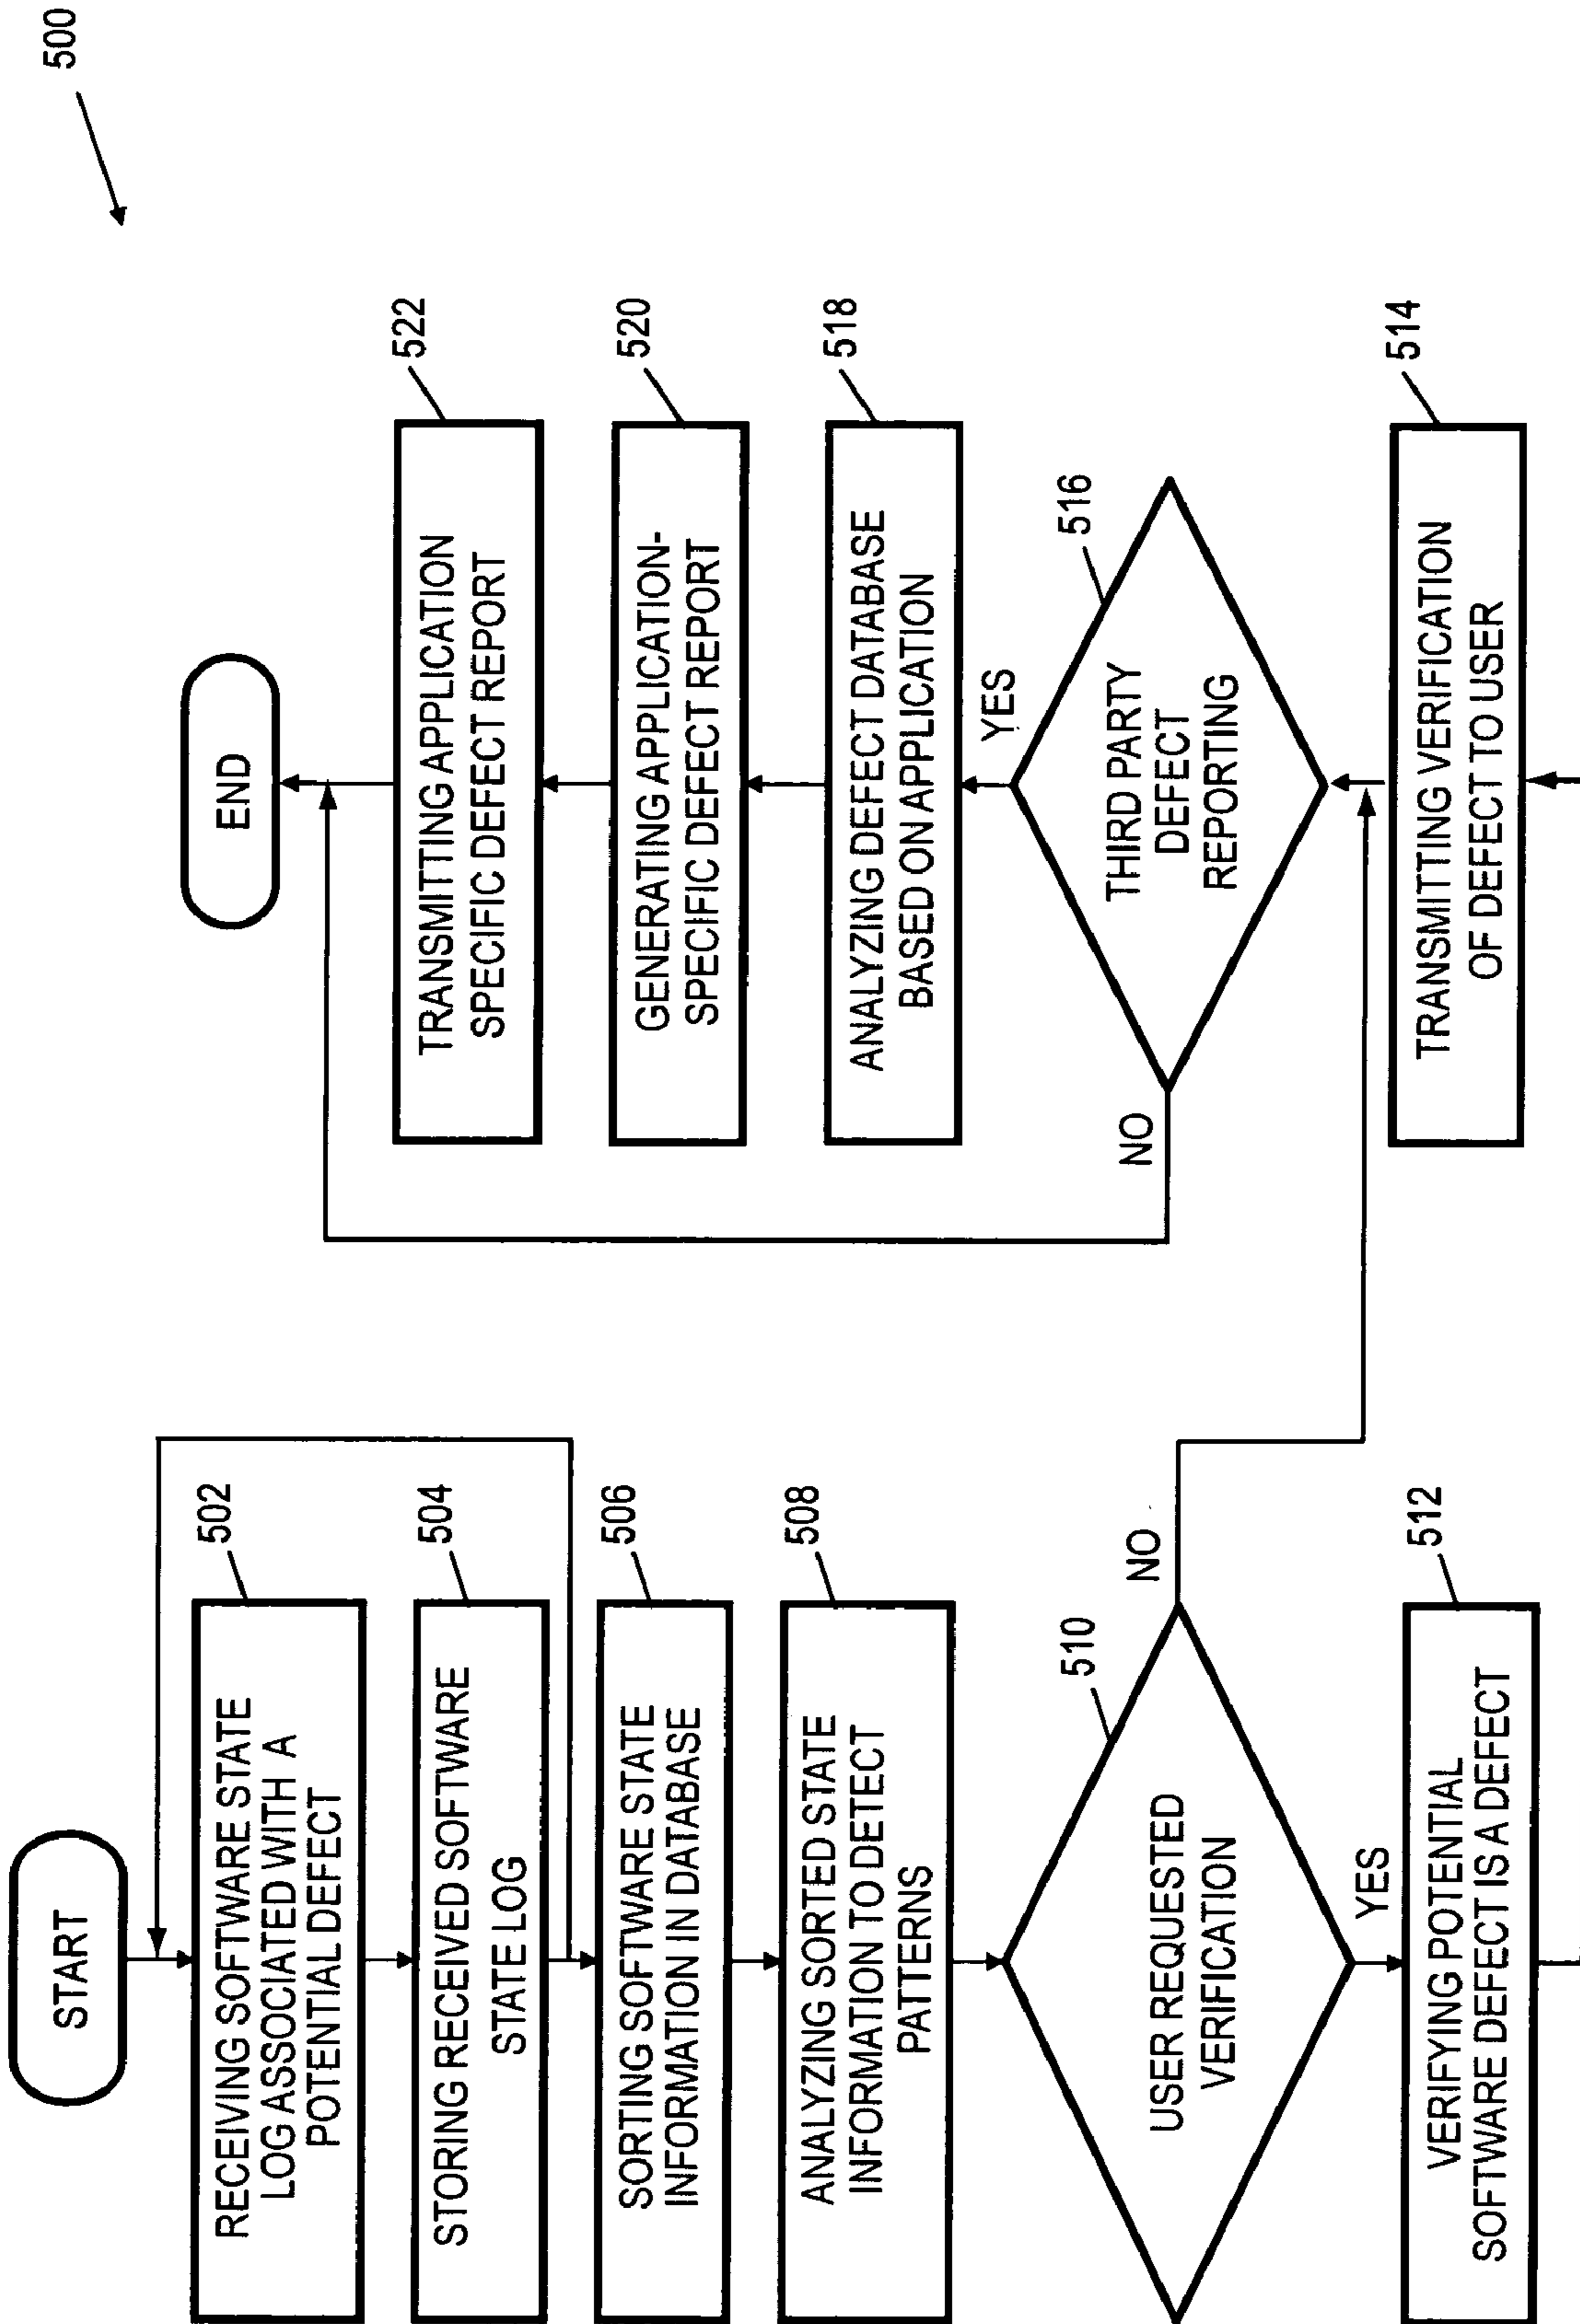 500
START
502
RECEIVING SOFTWARE STATE
LOG ASSOCIATED WITH A
POTENTIAL DEFECT
504
STORING RECEIVED SOFTWARE
STATE LOG
506
SORTING SOFTWARE STATE
INFORMATION IN DATABASE
508
ANALYZING SORTED STATE
INFORMATION TO DETECT
PATTERNS
510
USER REQUESTED
VERIFICATION
NO
YES
512
VERIFYING POTENTIAL
SOFTWARE DEFECT IS A DEFECT
514
TRANSMITTING VERIFICATION
OF DEFECT TO USER
516
THIRD PARTY
DEFECT
REPORTING
NO
YES
518
ANALYZING DEFECT DATABASE
BASED ON APPLICATION
520
GENERATING APPLICATION-
SPECIFIC DEFECT REPORT
522
TRANSMITTING APPLICATION
SPECIFIC DEFECT REPORT
END